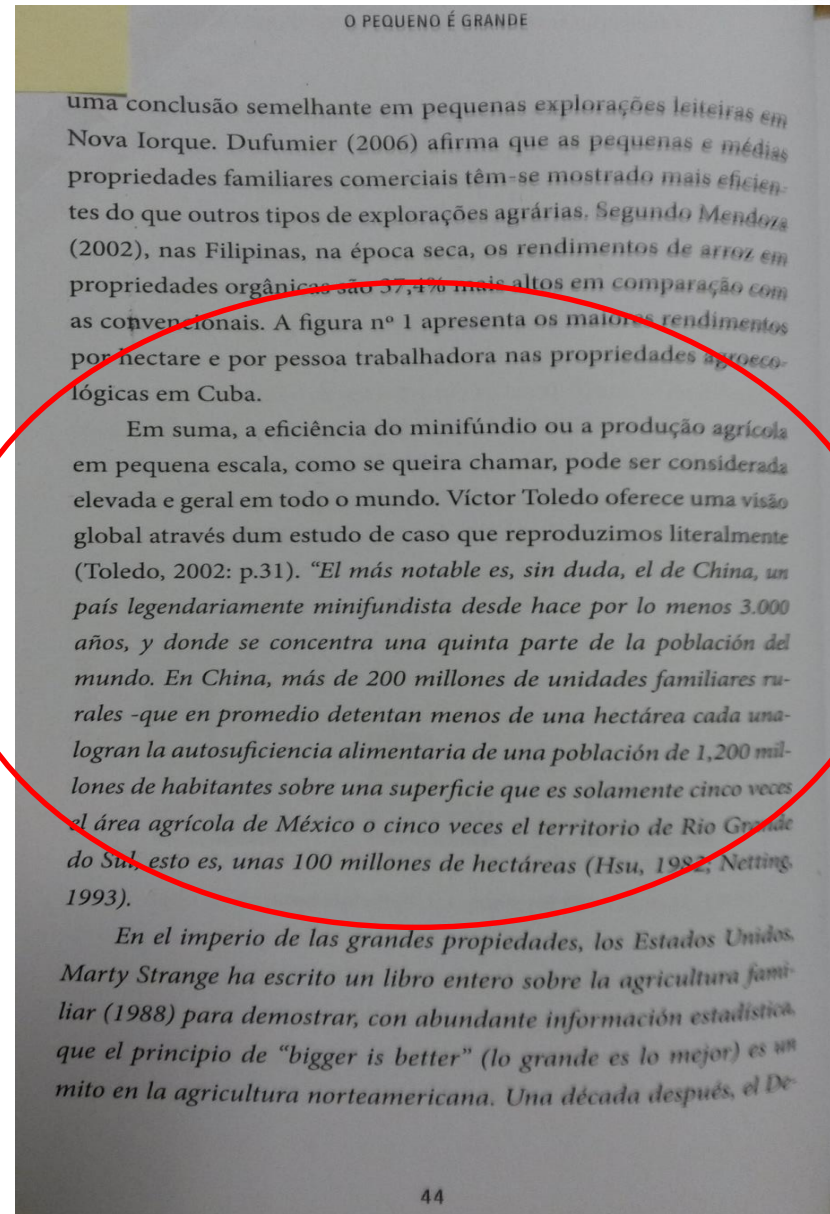 O PEQUENO É GRANDE
uma conclusão semelhante em pequenas explorações leiteiras em
Nova Iorque. Dufumier (2006) afirma que as pequenas e médias
propriedades familiares comerciais têm-se mostrado mais eficien-
tes do que outros tipos de explorações agrárias. Segundo Mendoza
(2002), nas Filipinas, na época seca, os rendimentos de arroz em
propriedades orgânicas são 37,4% mais altos em comparação com
as convencionais. A figura nº 1 apresenta os maiores rendimentos
por hectare e por pessoa trabalhadora nas propriedades agroeco-
lógicas em Cuba.
Em suma, a eficiência do minifúndio ou a produção agrícola
em pequena escala, como se queira chamar, pode ser considerada
elevada e geral em todo o mundo. Víctor Toledo oferece uma visão
global através dum estudo de caso que reproduzimos literalmente
(Toledo, 2002: p.31). “El más notable es, sin duda, el de China, un
país legendariamente minifundista desde hace por lo menos 3.000
años, y donde se concentra una quinta parte de la población del
mundo. En China, más de 200 millones de unidades familiares ru-
rales -que en promedio detentan menos de una hectárea cada una-
logran la autosuficiencia alimentaria de una población de 1,200 mil-
lones de habitantes sobre una superficie que es solamente cinco veces
el área agrícola de México o cinco veces el territorio de Rio Grande
do Sul, esto es, unas 100 millones de hectáreas (Hsu, 1982; Netting,
1993).
En el imperio de las grandes propiedades, los Estados Unidos,
Marty Strange ha escrito un libro entero sobre la agricultura fami-
liar (1988) para demostrar, con abundante información estadística,
que el principio de “bigger is better” (lo grande es lo mejor) es un
mito en la agricultura norteamericana. Una década después, el De-
44